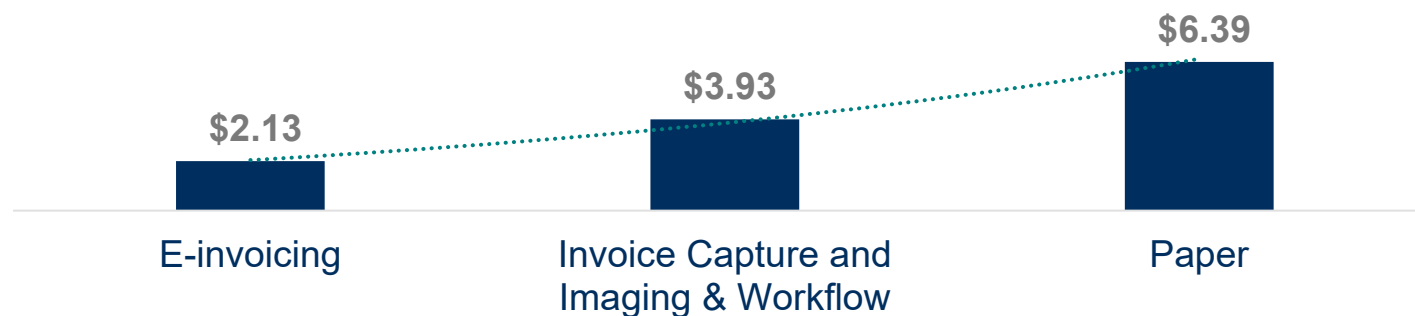 $6.39
$3.93
$2.13
E-invoicing
Invoice Capture and
Imaging & Workflow
Paper